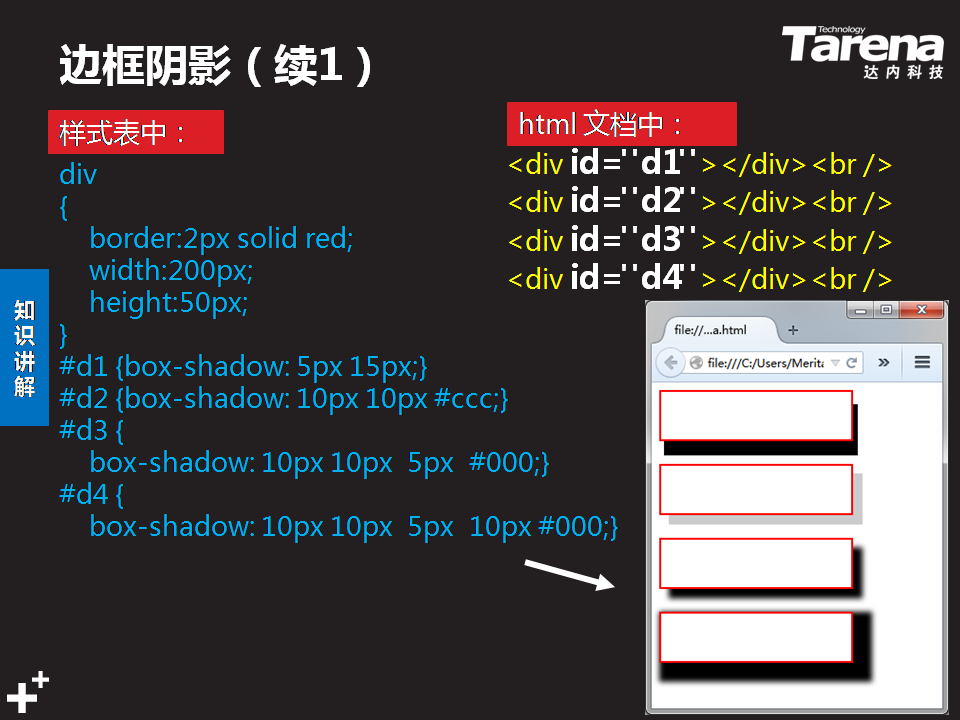 边框阴影（续1）
Technology
Tarena
达内科技
样式表中：
div
{
border:2px solid red;
width:200px;
height:50px;
}
#d1 {box-shadow: 5px 15px;}
#d2 {box-shadow: 10px 10px #ccc;}
#d3 {
box-shadow: 10px 10px  5px  #000;}
#d4 {
box-shadow: 10px 10px  5px  10px #000;}
html 文档中：
<div id=''d1''></div><br />
<div id=''d2''></div><br />
<div id=''d3''></div><br />
<div id=''d4''></div><br />
知识讲解
file://...a.html
file:///C:/Users/Merita